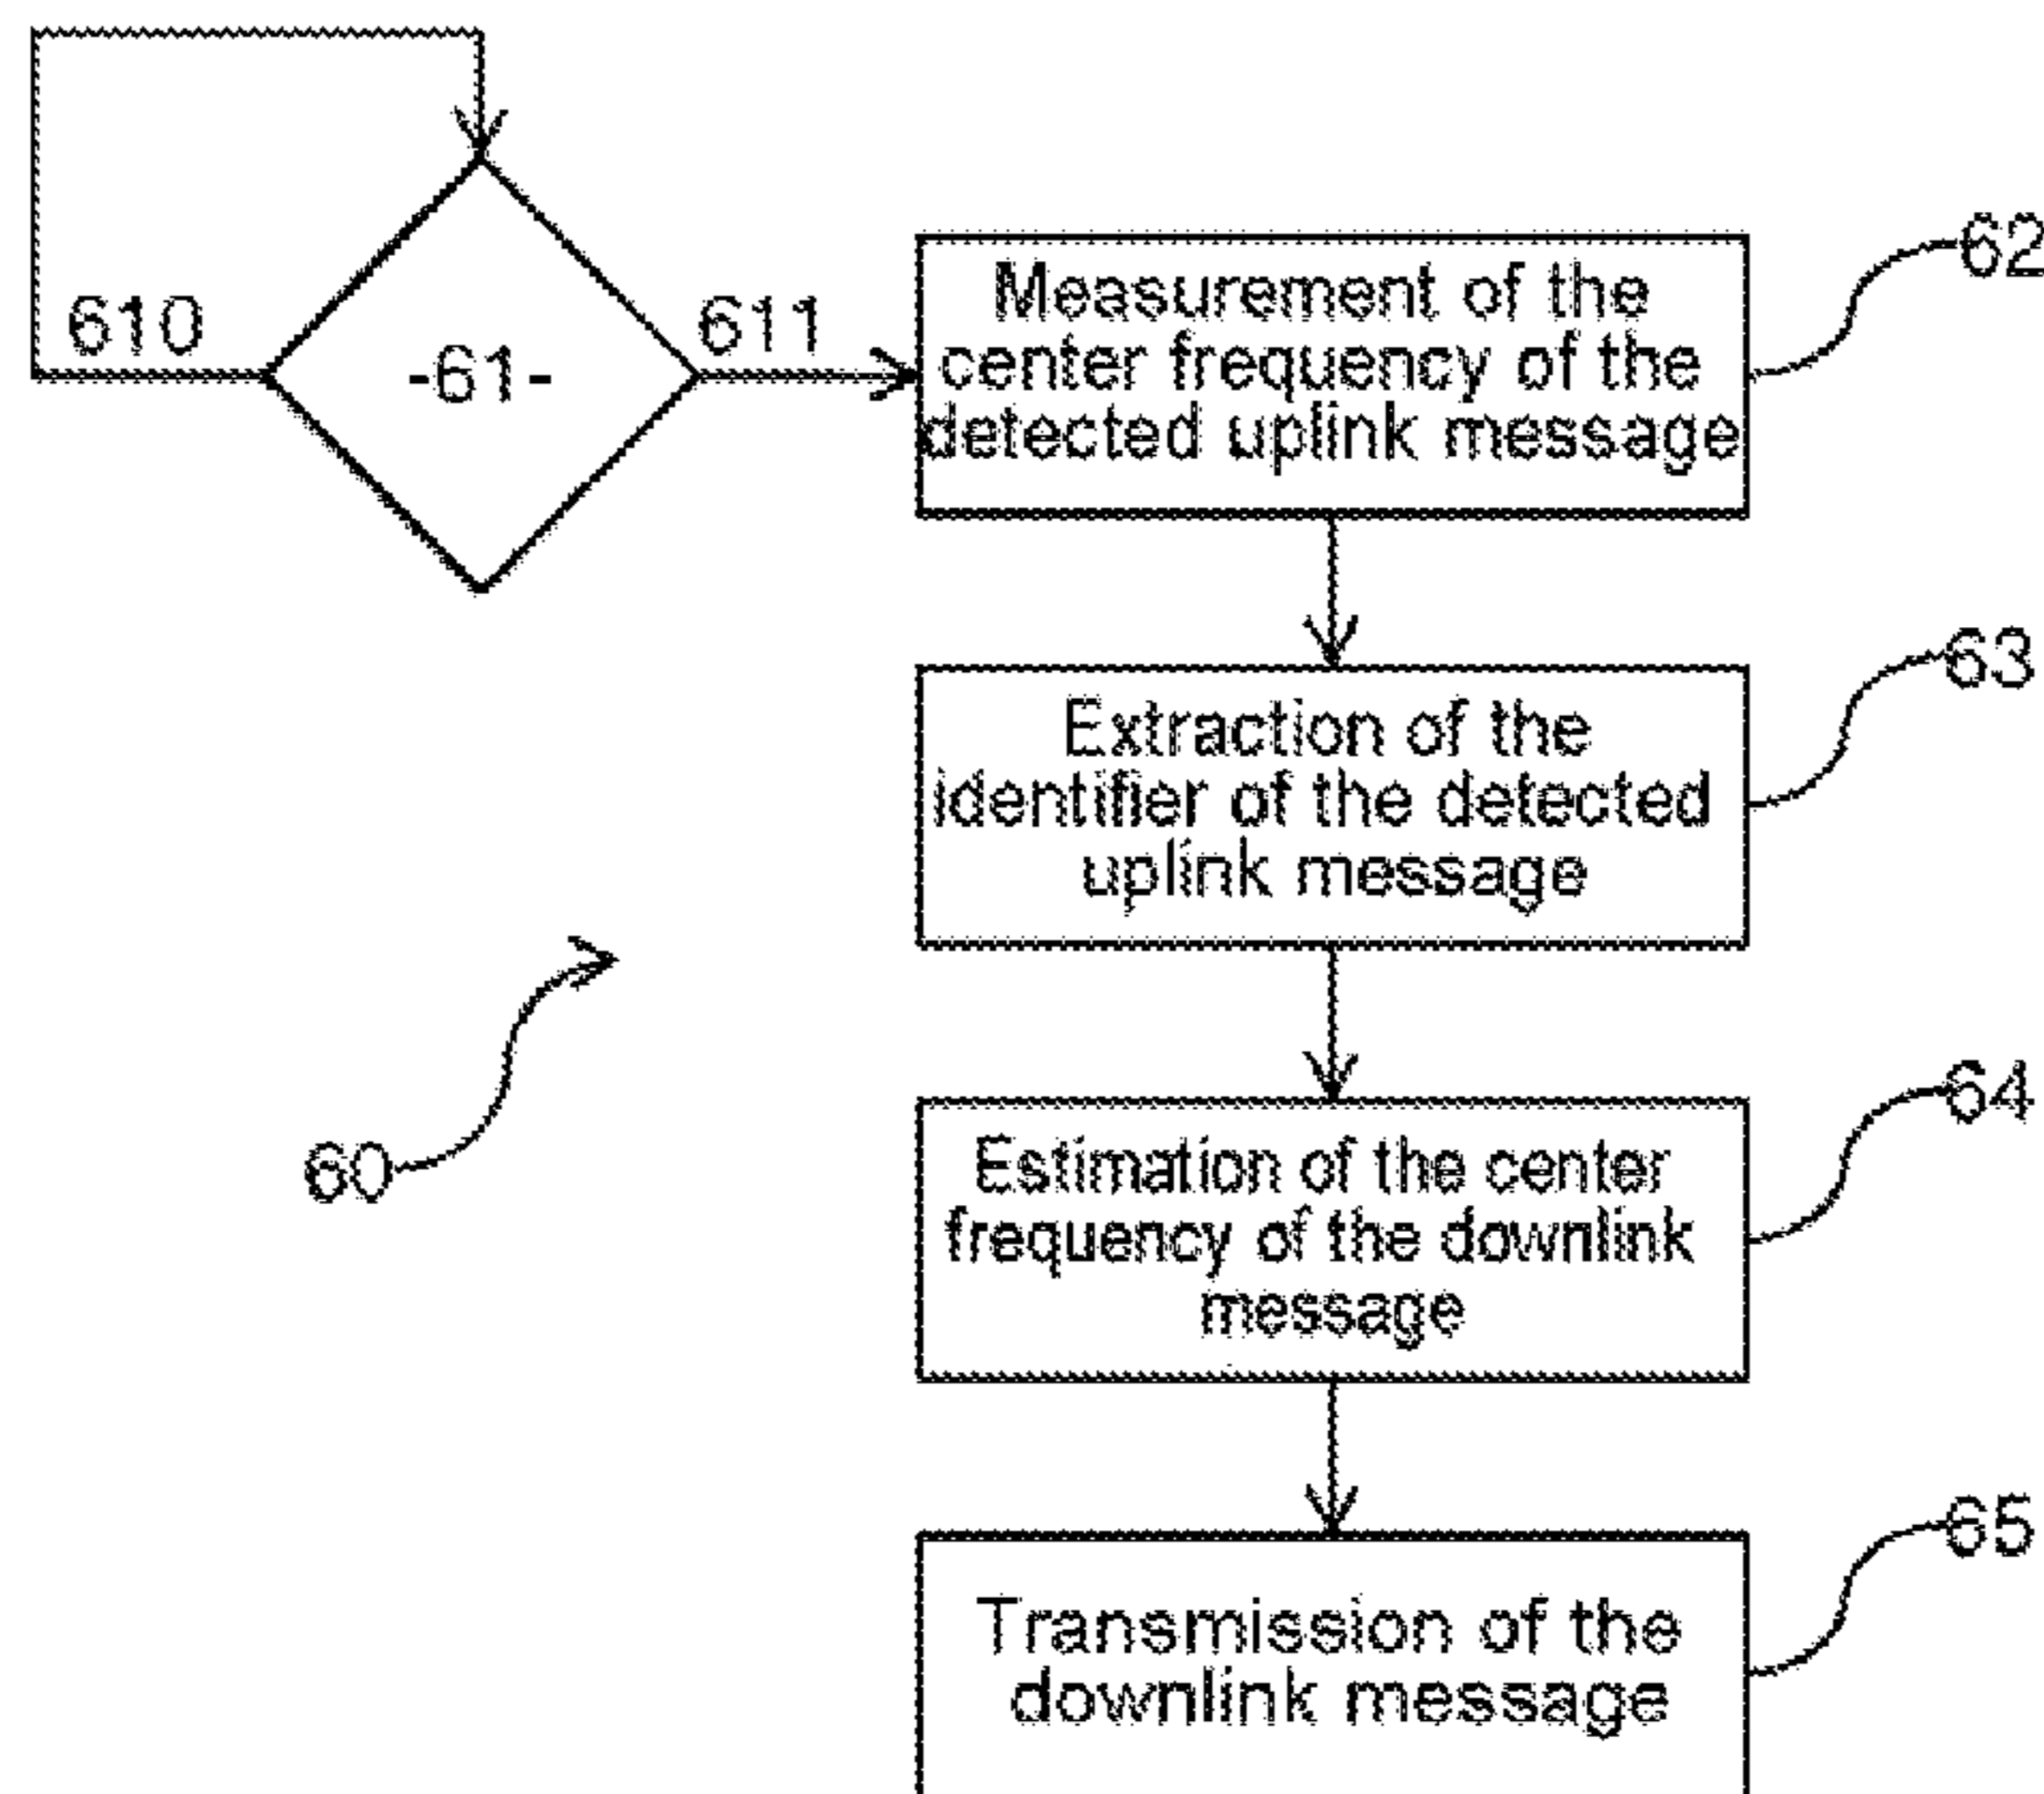 610
-61-
611
Measurement of the
center frequency of the
detected uplink message
62
Extraction of the
identifier of the detected
uplink message
63
Estimation of the center
frequency of the downlink
message
64
60
Transmission of the
downlink message
65